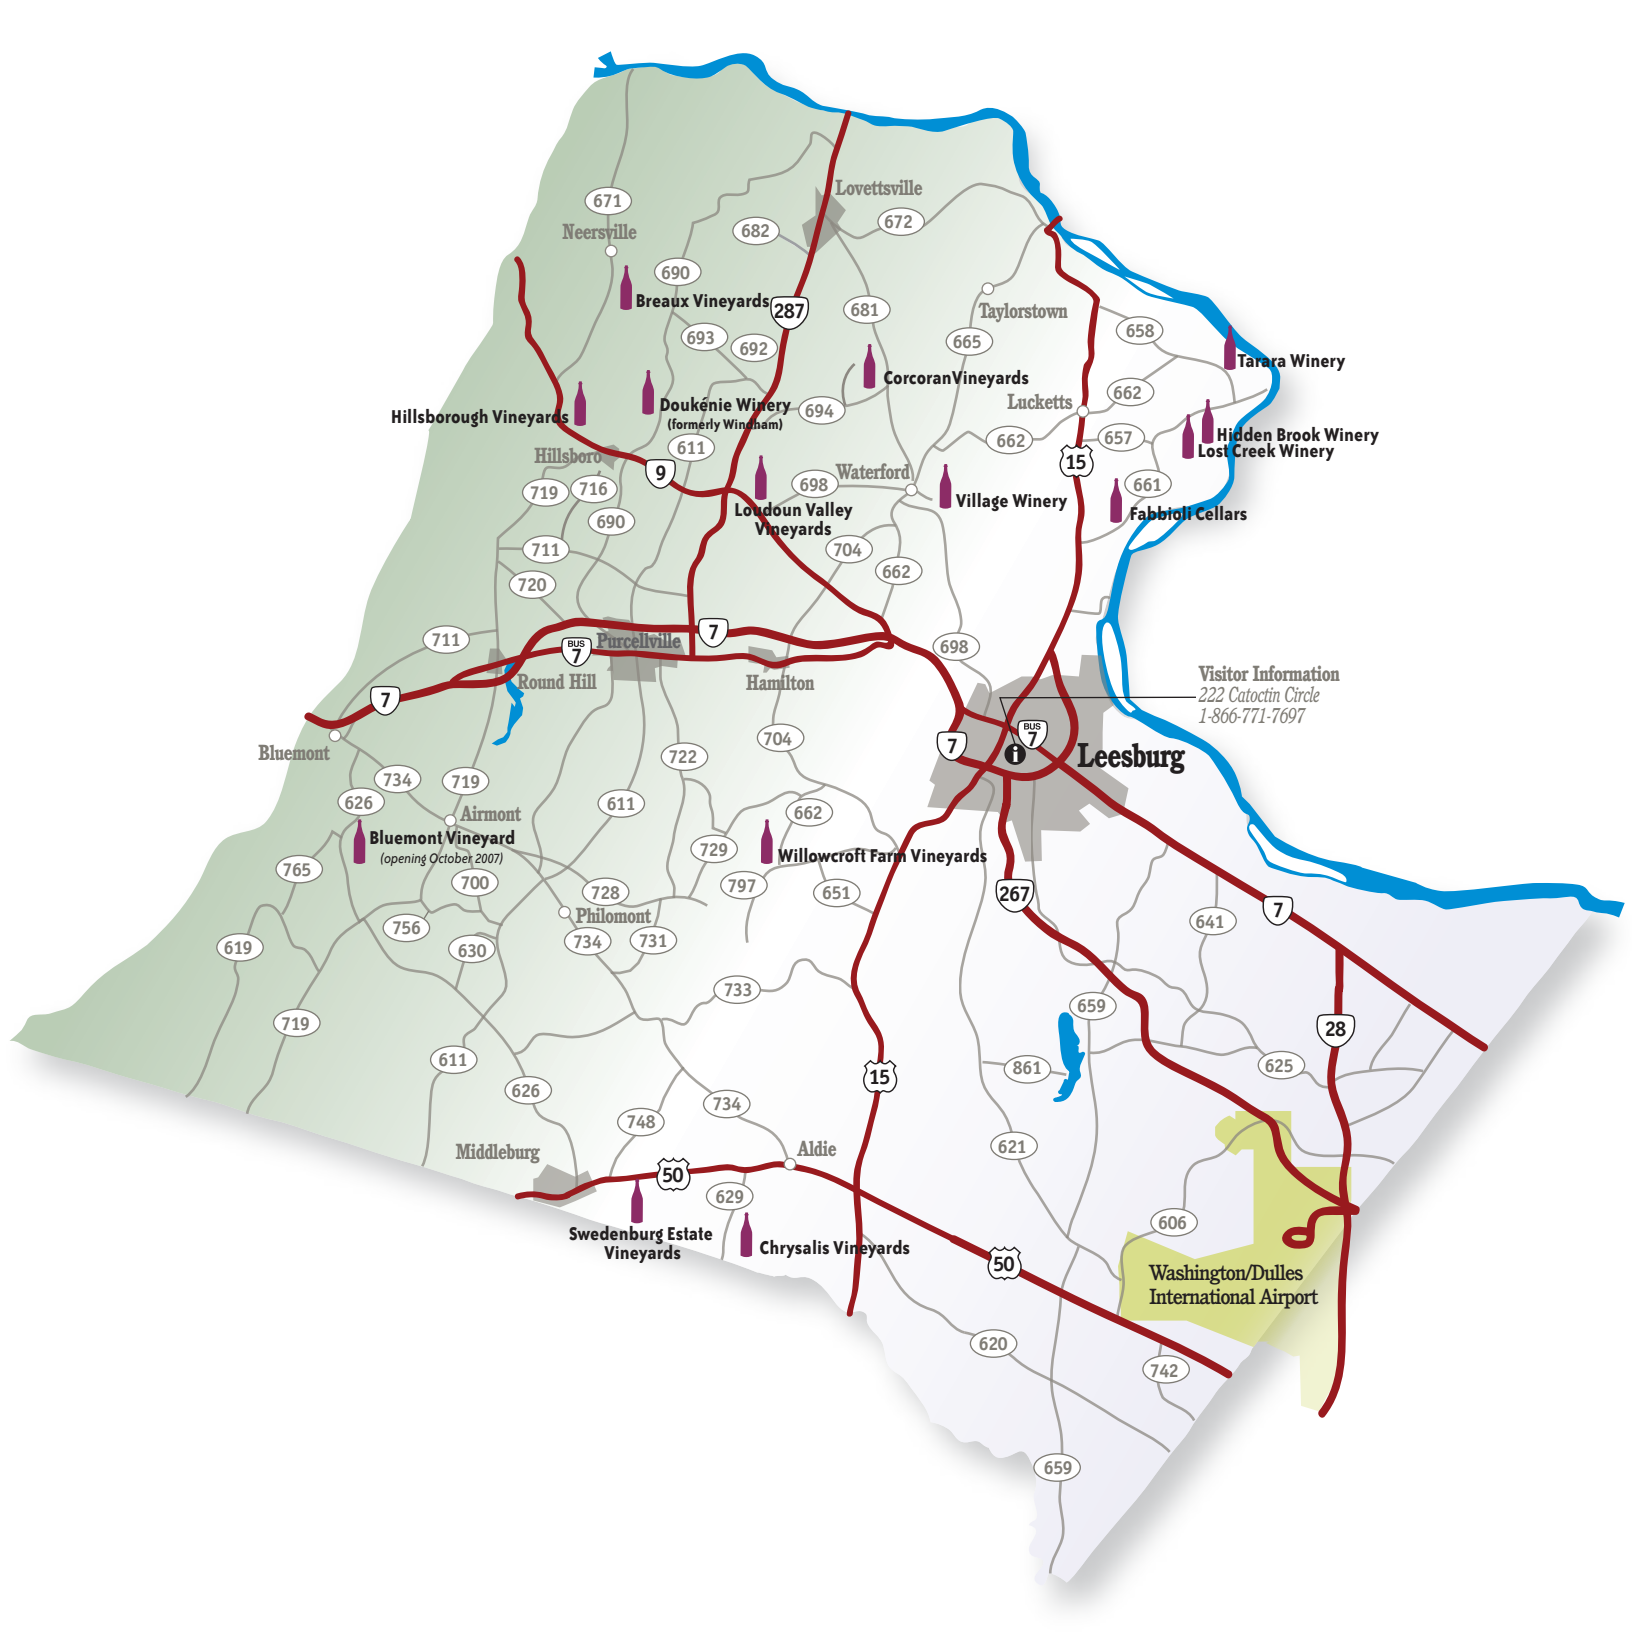 Lovettsville
671
672
Neersville
682
690
Breaux Vineyards
287
681
Taylorstown
693
692
665
658
Tarara Winery
Corcoran Vineyards
662
Doukénie Winery
(formerly Windham)
694
Lucketts
Hillsborough Vineyards
611
662
657
Hidden Brook Winery
Lost Creek Winery
Hillsboro
9
15
Waterford
719
716
698
661
Village Winery
Loudoun Valley
Vineyards
Fabbioli Cellars
690
711
704
662
720
711
BUS
7
Purcellville
7
698
Round Hill
Hamilton
Visitor Information
222 Catoctin Circle
1-866-771-7697
7
Bluemont
704
722
7
BUS
7
i
Leesburg
734
719
626
611
Airmont
662
Bluemont Vineyard
(opening October 2007)
729
Willowcroft Farm Vineyards
765
700
728
797
651
267
7
Philomont
756
734
731
641
619
630
733
659
719
28
611
861
625
626
15
734
748
Middleburg
Aldie
621
50
629
606
Swedenburg Estate
Vineyards
Chrysalis Vineyards
50
Washington/Dulles
International Airport
620
742
659